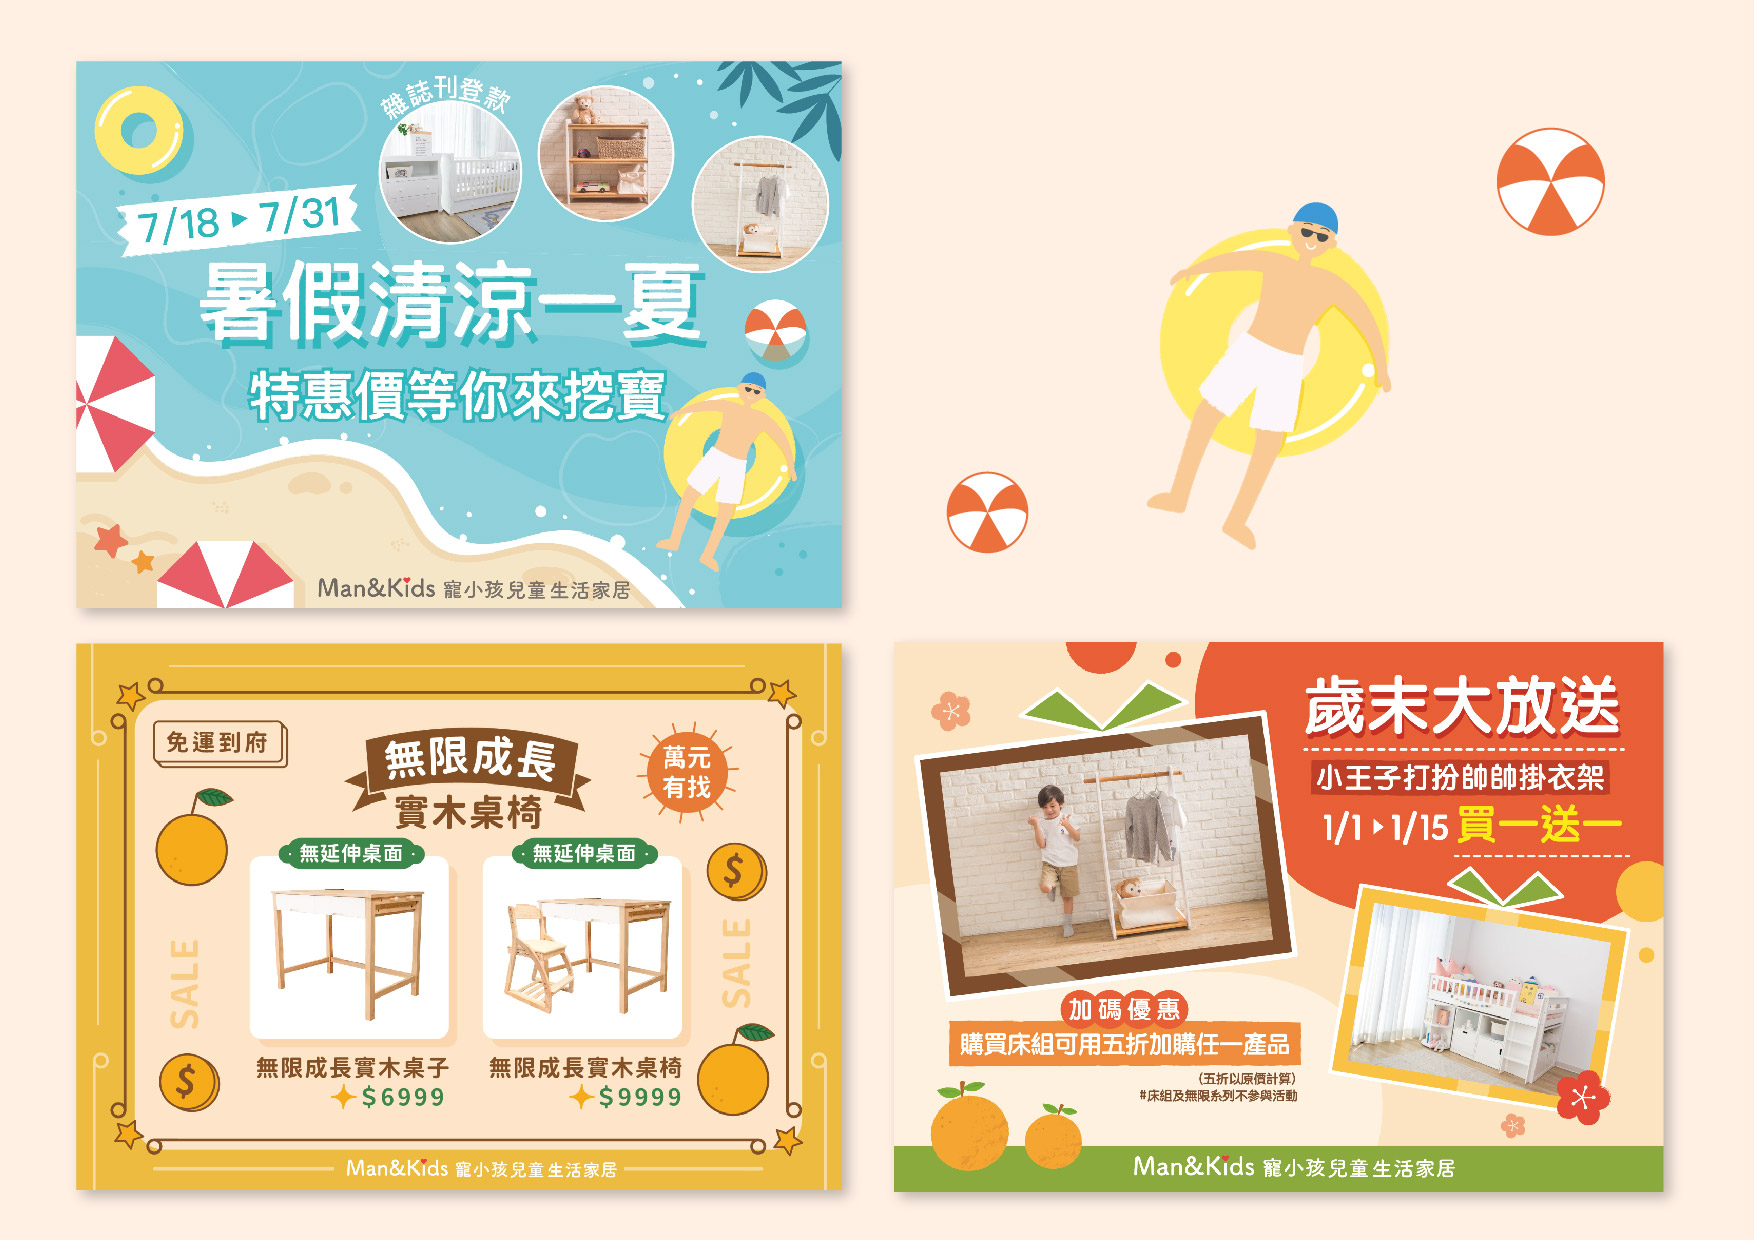 雜誌刊登款
7/18 ▸ 7/31
暑假清涼一夏
特惠價等你來挖寶
Man&Kids 寵小孩兒童生活家居
免運到府
無限成長
實木桌椅
萬元
有找
無延伸桌面
無延伸桌面
$
SALE
SALE
$
無限成長實木桌子
$6999
無限成長實木桌椅
$9999
Man&Kids 寵小孩兒童生活家居
歲末大放送
小王子打扮帥帥掛衣架
1/1 ▸ 1/15 買一送一
加碼優惠
購買床組可用五折加購任一產品
(五折以原價計算)
#床組及無限系列不參與活動
Man&Kids 寵小孩兒童生活家居